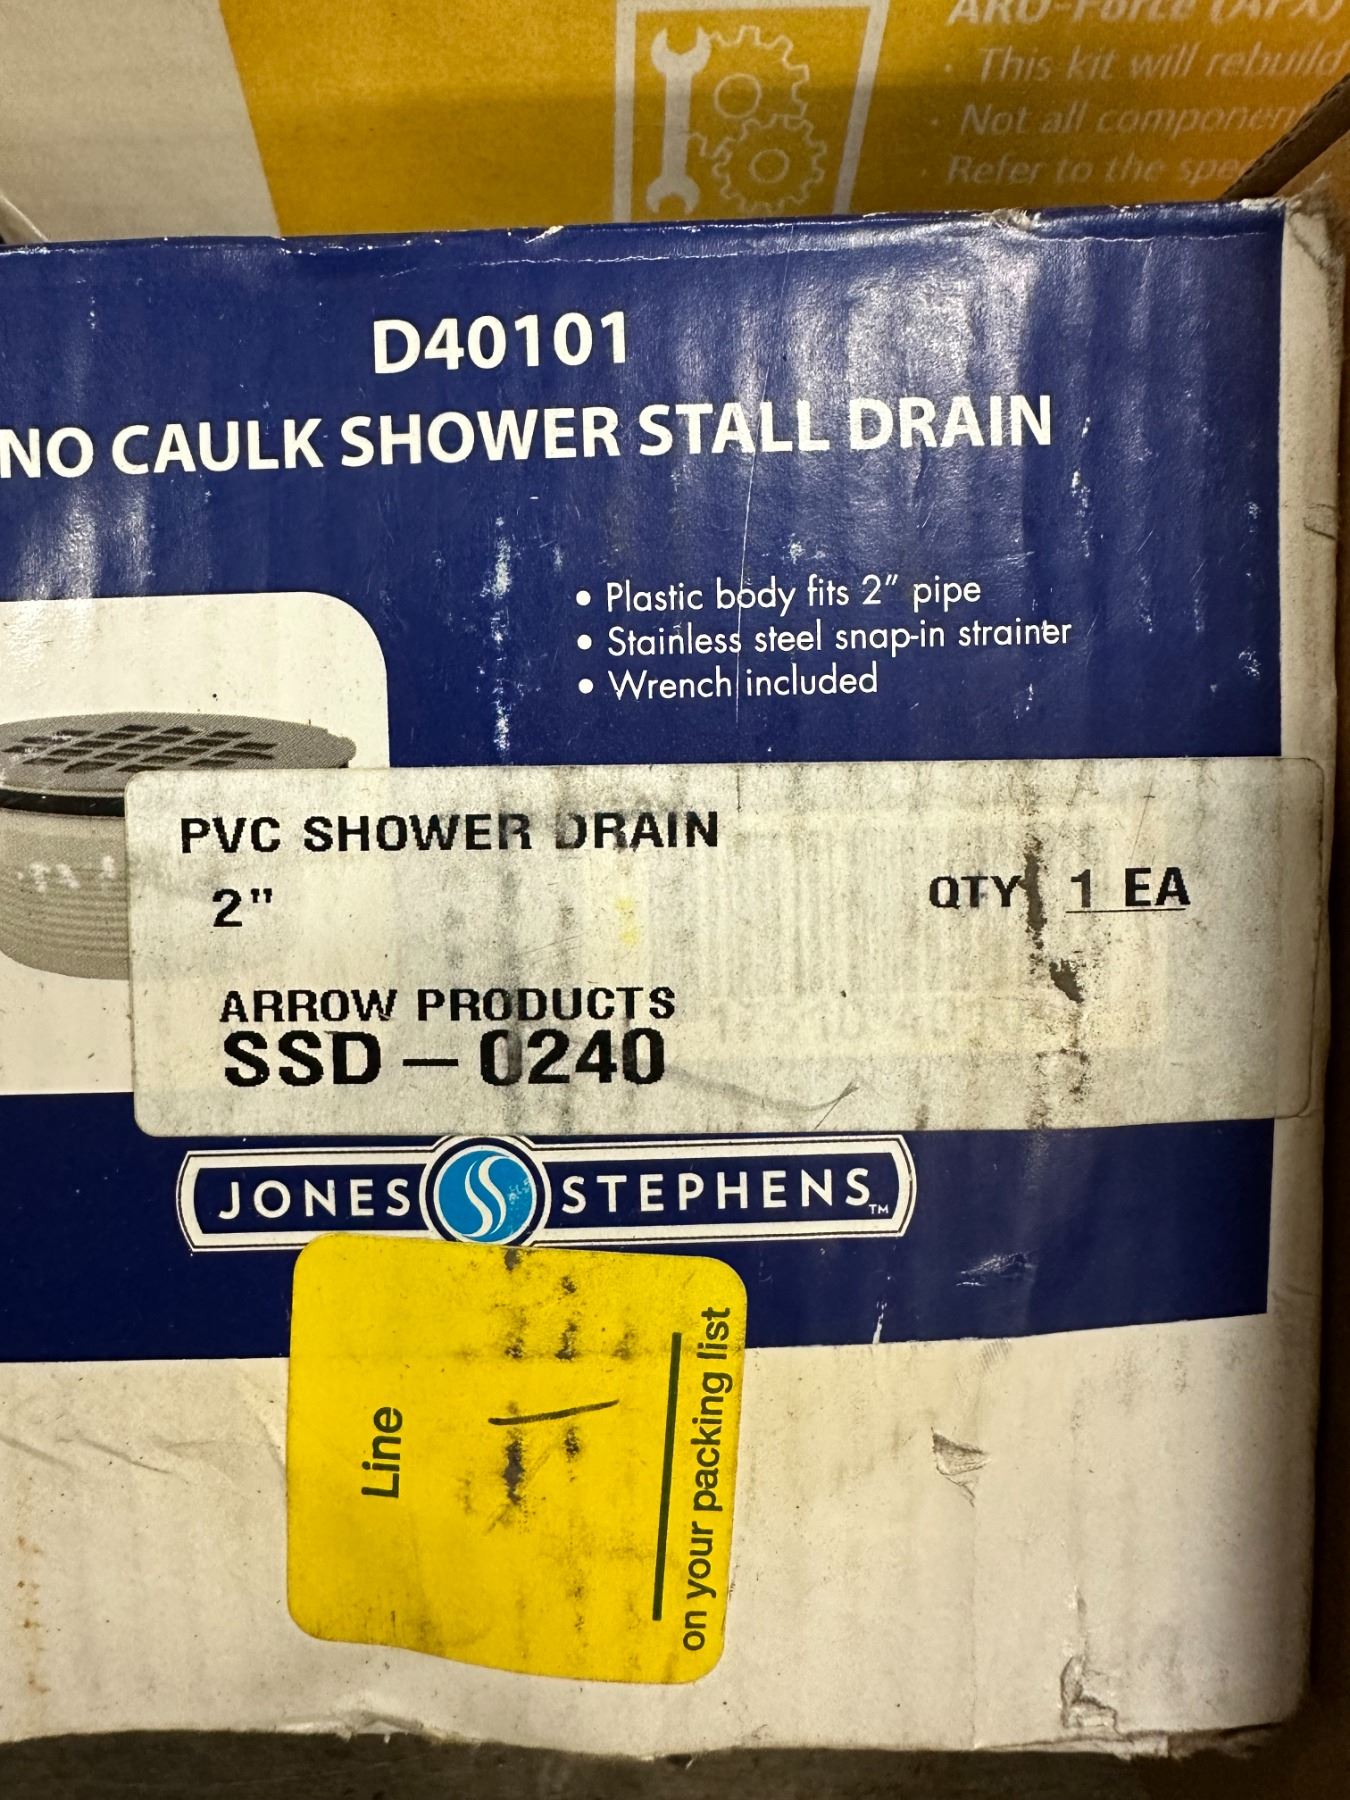 This kit will rebuild
Not all component
Refer to the spe
D40101
NO CAULK SHOWER STALL DRAIN
• Plastic body fits 2" pipe
• Stainless steel snap-in strainer
• Wrench included
PVC SHOWER DRAIN
2"
QTY 1 EA
ARROW PRODUCTS
SSD – 0240
JONES STEPHENS™
Line
on your packing list